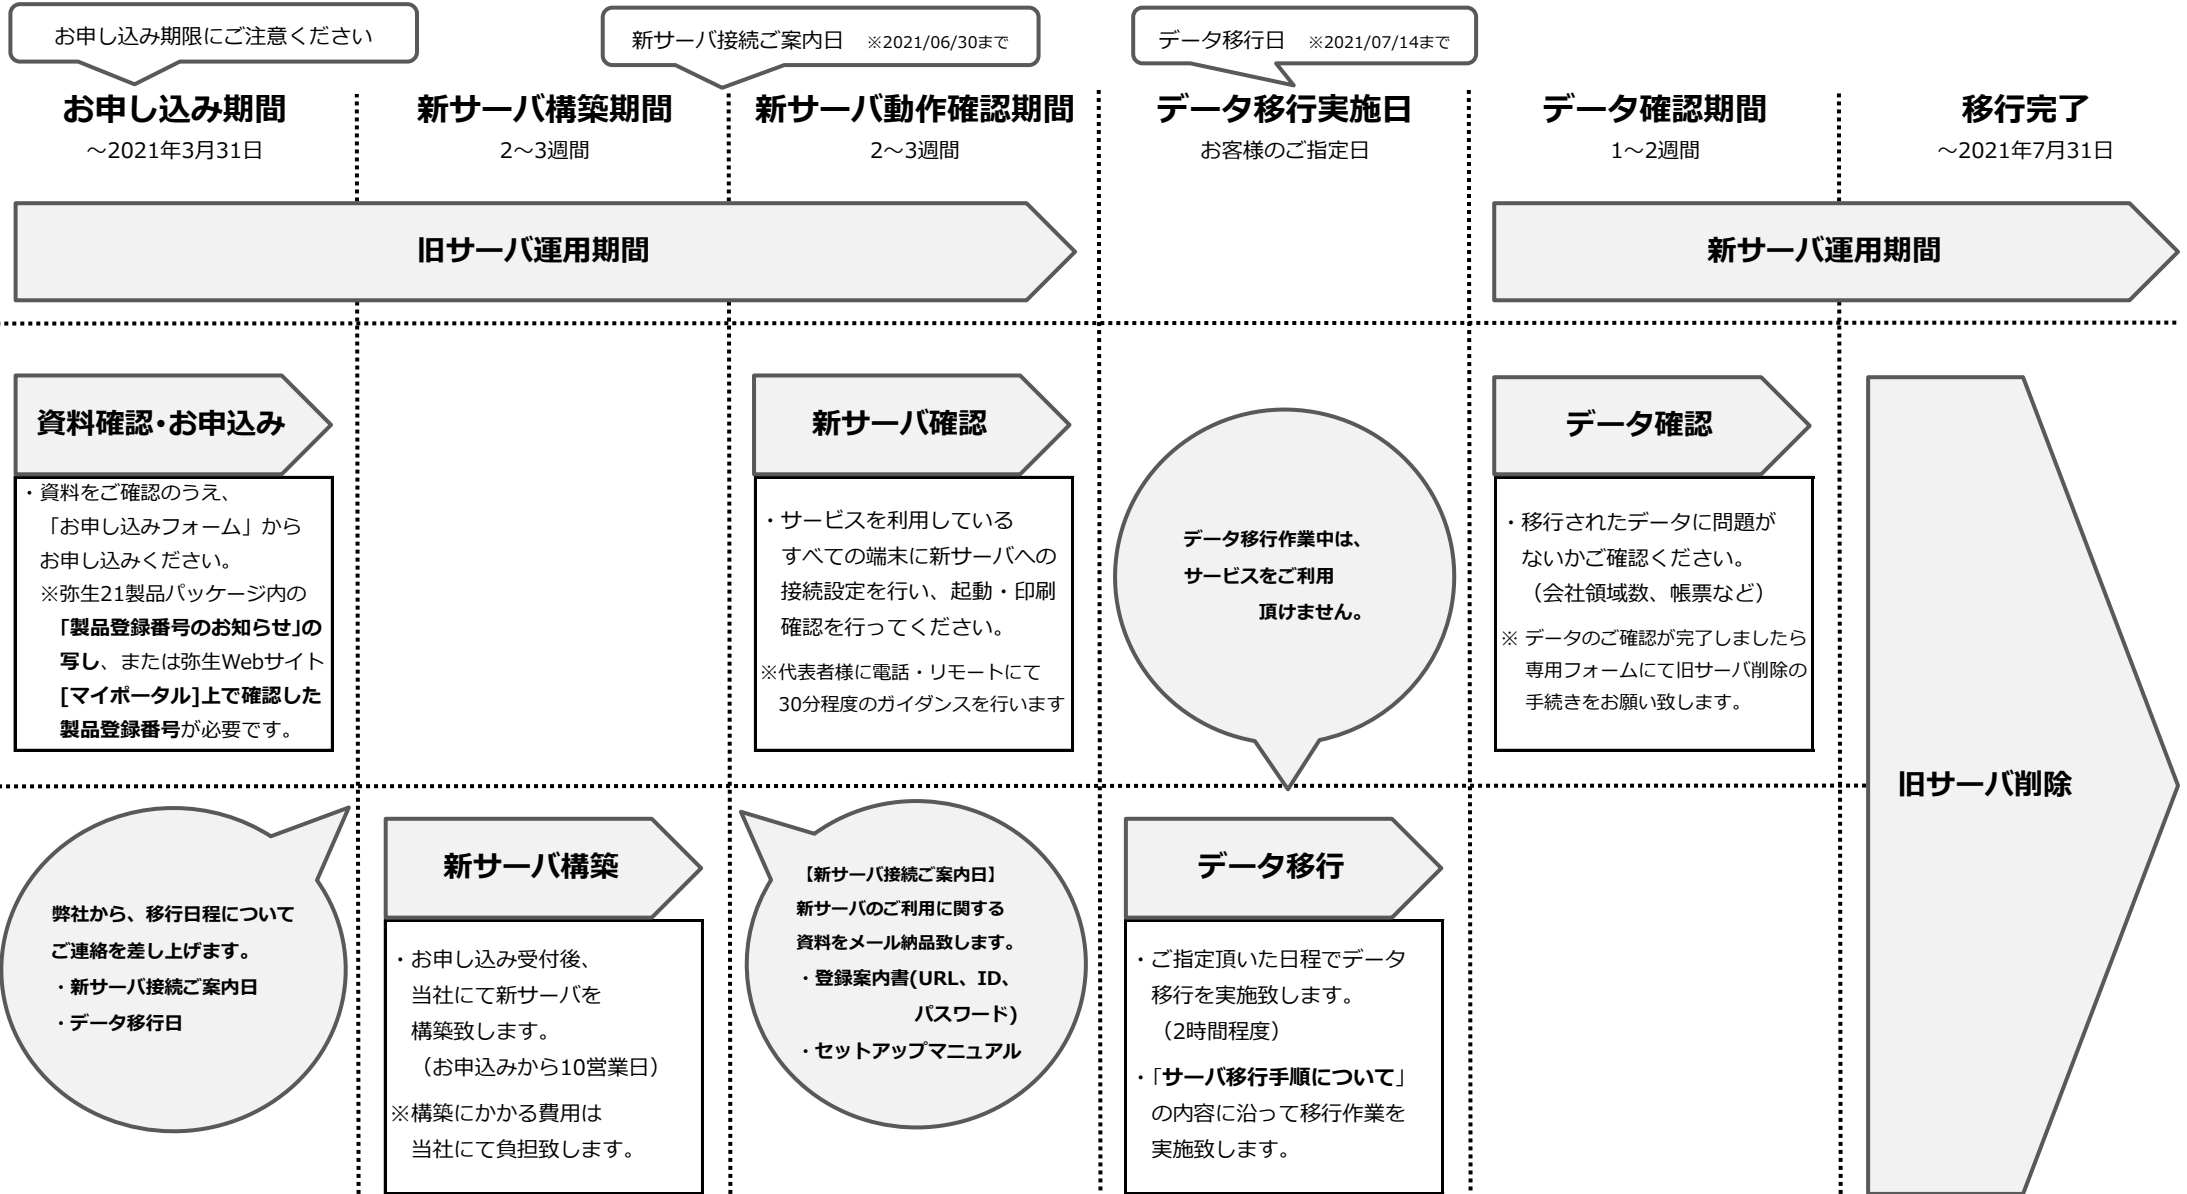 お申し込み期限にご注意ください
新サーバ接続ご案内日 ※2021/06/30まで
データ移行日 ※2021/07/14まで
お申し込み期間
～2021年3月31日
新サーバ構築期間
2～3週間
新サーバ動作確認期間
2～3週間
データ移行実施日
お客様のご指定日
データ確認期間
1～2週間
移行完了
～2021年7月31日
旧サーバ運用期間
新サーバ運用期間
資料確認・お申込み
・資料をご確認のうえ、
「お申し込みフォーム」から
お申し込みください。
※弥生21製品パッケージ内の
「製品登録番号のお知らせ」の
写し、または弥生Webサイト
[マイポータル]上で確認した
製品登録番号が必要です。
新サーバ確認
・サービスを利用している
すべての端末に新サーバへの
接続設定を行い、起動・印刷
確認を行ってください。
※代表者様に電話・リモートにて
30分程度のガイダンスを行います
データ移行作業中は、
サービスをご利用
頂けません。
データ確認
・移行されたデータに問題が
ないかご確認ください。
（会社領域数、帳票など）
※ データのご確認が完了しましたら
専用フォームにて旧サーバ削除の
手続きをお願い致します。
旧サーバ削除
弊社から、移行日程について
ご連絡を差し上げます。
・新サーバ接続ご案内日
・データ移行日
新サーバ構築
・お申し込み受付後、
当社にて新サーバを
構築致します。
（お申込みから10営業日）
※構築にかかる費用は
当社にて負担致します。
【新サーバ接続ご案内日】
新サーバのご利用に関する
資料をメール納品致します。
・登録案内書(URL、ID、
パスワード)
・セットアップマニュアル
データ移行
・ご指定頂いた日程でデータ
移行を実施致します。
（2時間程度）
・「サーバ移行手順について」
の内容に沿って移行作業を
実施致します。